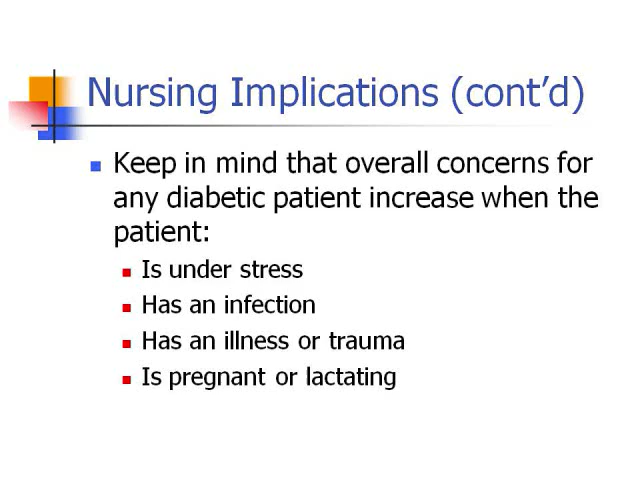 Nursing Implications (cont’d)
Keep in mind that overall concerns for
any diabetic patient increase when the
patient:
Is under stress
Has an infection
Has an illness or trauma
Is pregnant or lactating